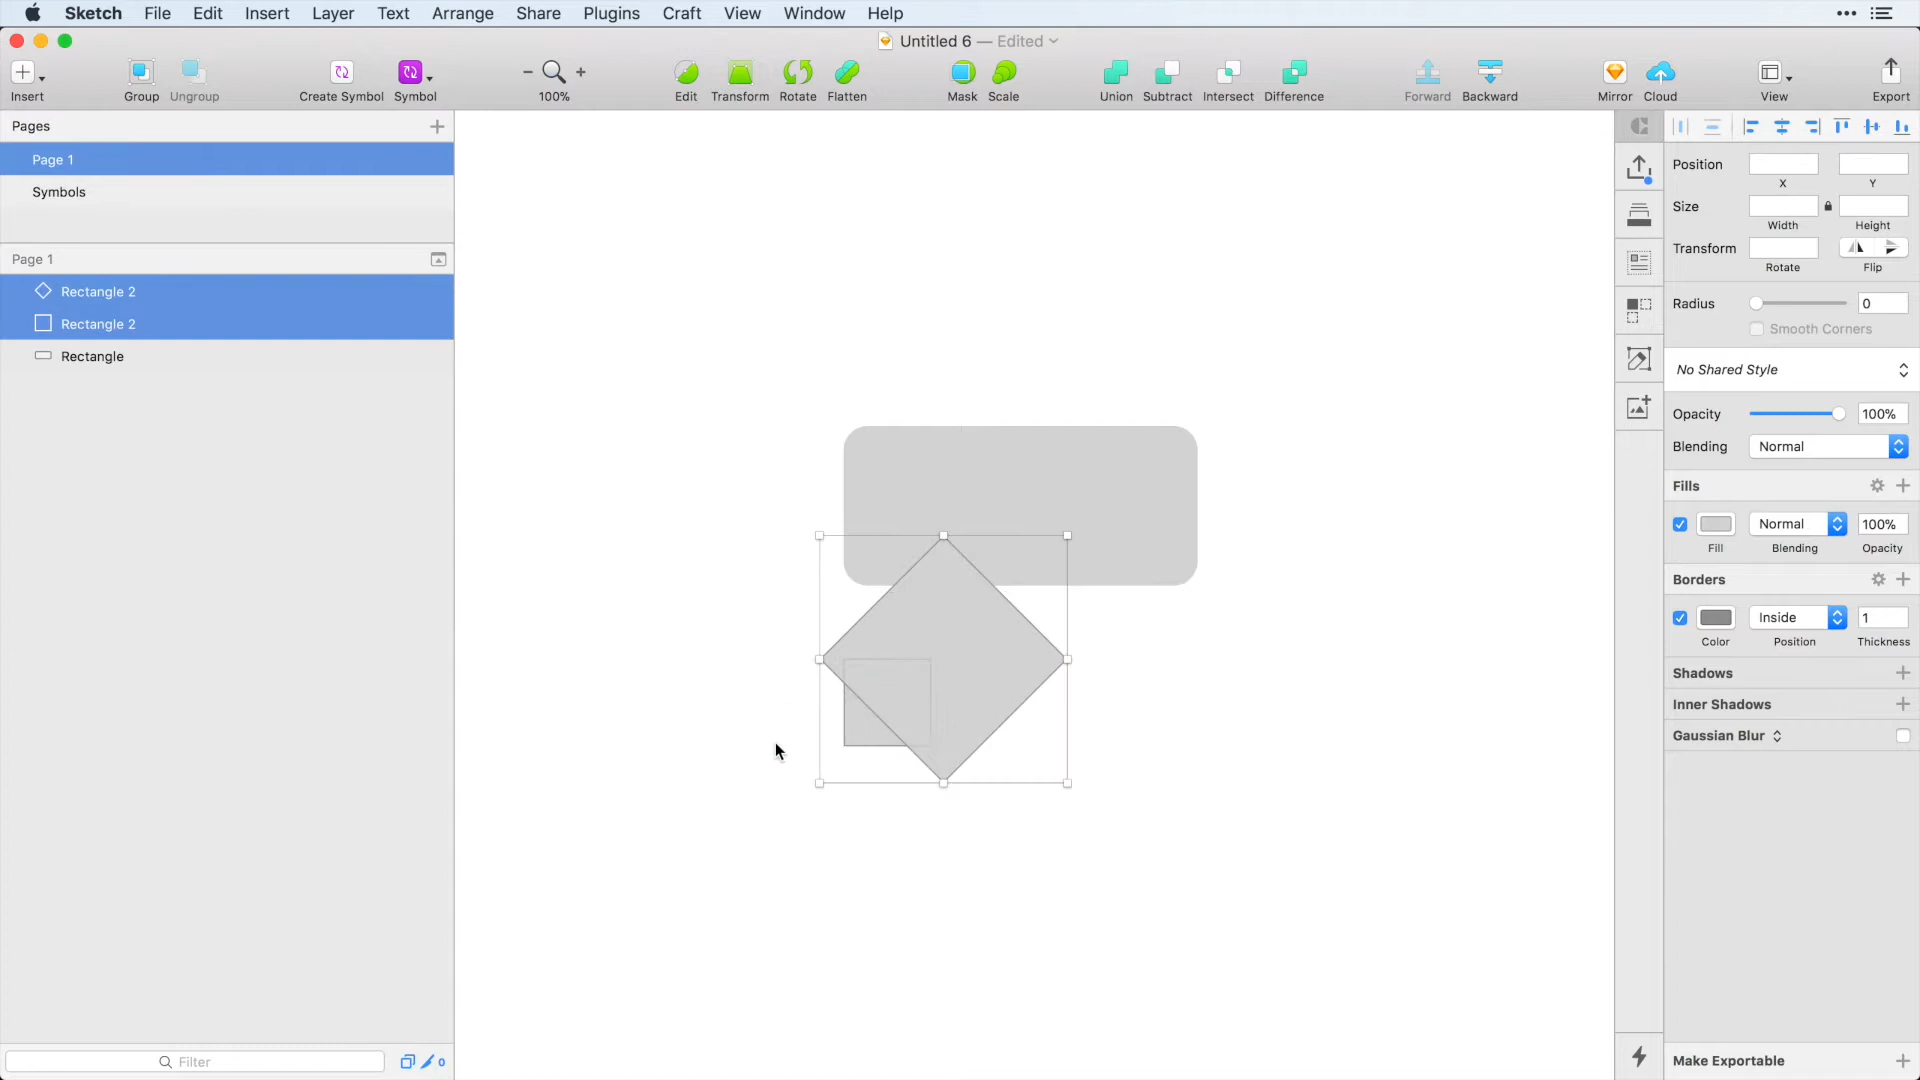 Sketch File Edit Insert Layer Text Arrange Share Plugins Craft View Window Help
Untitled 6 — Edited
Insert Group Ungroup Create Symbol Symbol 100% Edit Transform Rotate Flatten Mask Scale Union Subtract Intersect Difference Forward Backward Mirror Cloud View Export
Pages
Page 1
Symbols
Page 1
Rectangle 2
Rectangle 2
Rectangle
Filter 0
Position
X Y
Size
Width Height
Transform
Rotate Flip
Radius 0
Smooth Corners
No Shared Style
Opacity 100%
Blending Normal
Fills
Normal 100%
Fill Blending Opacity
Borders
Inside 1
Color Position Thickness
Shadows
Inner Shadows
Gaussian Blur
Make Exportable